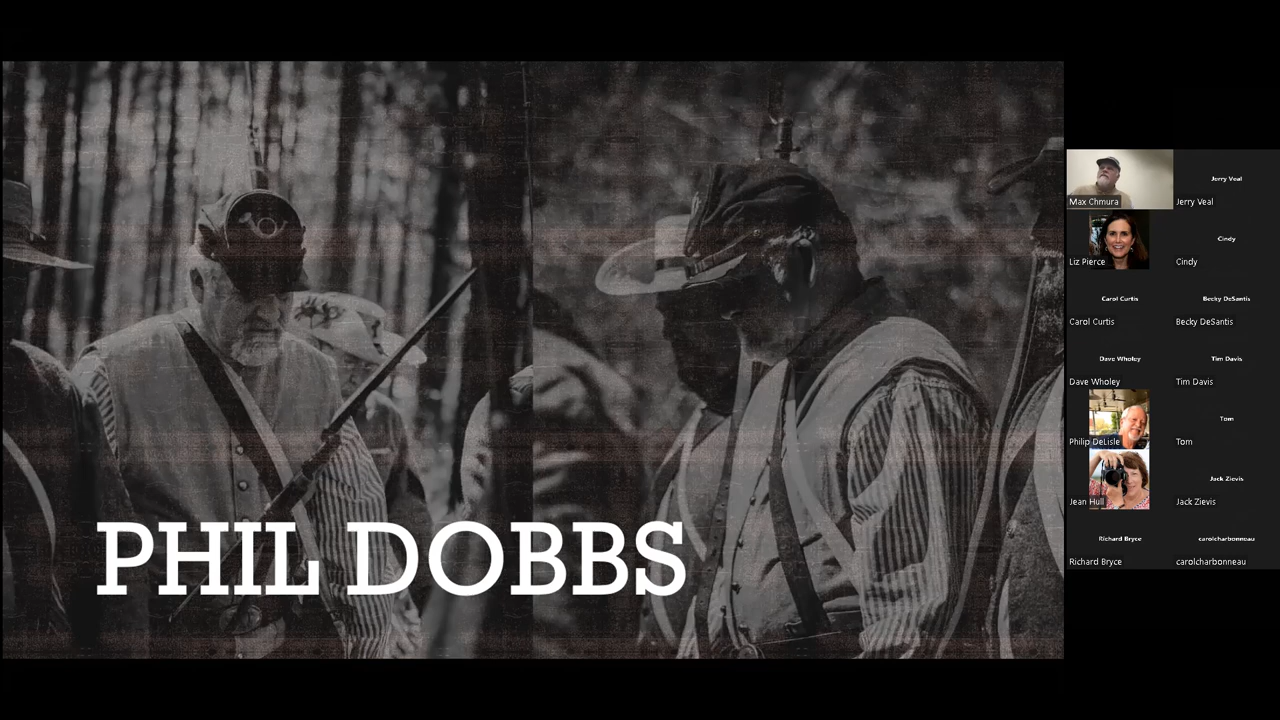 PHIL DOBBS
Max Chmura
Jerry Veal
Jerry Veal
Liz Pierce
Cindy
Cindy
Carol Curtis
Carol Curtis
Becky DeSantis
Becky DeSantis
Dave Wholey
Dave Wholey
Tim Davis
Tim Davis
Philip DeLisle
Tom
Tom
Jean Hull
Jack Zievis
Jack Zievis
Richard Bryce
Richard Bryce
carolcharbonneau
carolcharbonneau